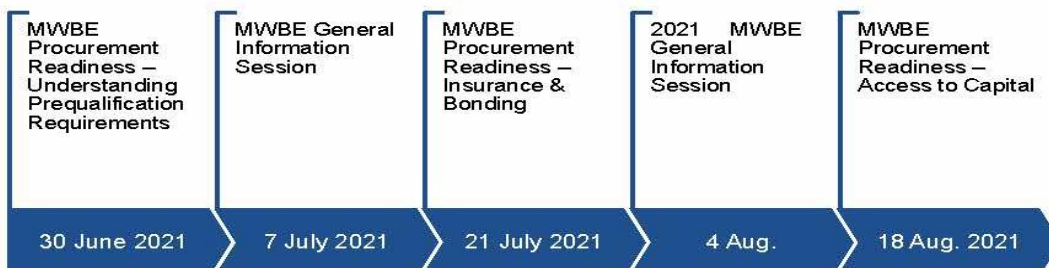 MWBE
Procurement
Readiness –
Understanding
Prequalification
Requirements
MWBE General
Information
Session
MWBE
Procurement
Readiness –
Insurance &
Bonding
2021 MWBE
General
Information
Session
MWBE
Procurement
Readiness –
Access to Capital
30 June 2021
7 July 2021
21 July 2021
4 Aug.
18 Aug. 2021